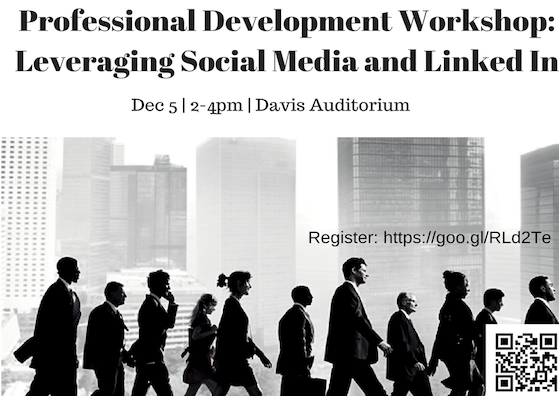 Professional Development Workshop:
Leveraging Social Media and Linked In
Dec 5 | 2-4pm | Davis Auditorium
Register: https://goo.gl/RLd2Te